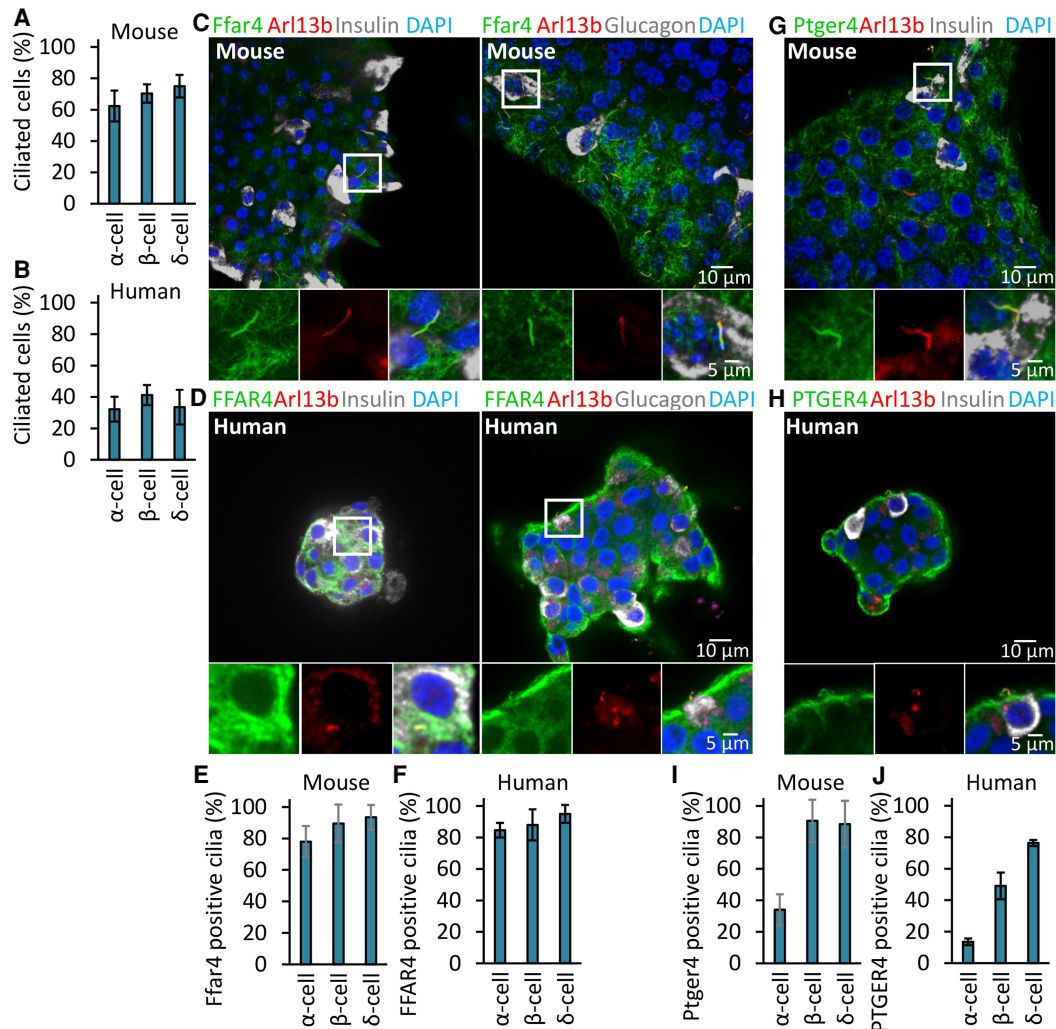 A
Mouse
Ciliated cells (%)
100
80
60
40
20
0
α-cell
β-cell
δ-cell
B
Human
Ciliated cells (%)
100
80
60
40
20
0
α-cell
β-cell
δ-cell
C
Ffar4 Arl13b Insulin DAPI
Mouse
Ffar4 Arl13b Glucagon DAPI
Mouse
10 µm
5 µm
G
Ptger4 Arl13b Insulin DAPI
Mouse
10 µm
5 µm
D
FFAR4 Arl13b Insulin DAPI
Human
FFAR4 Arl13b Glucagon DAPI
Human
10 µm
5 µm
H
PTGER4 Arl13b Insulin DAPI
Human
10 µm
5 µm
E
Mouse
Ffar4 positive cilia (%)
100
80
60
40
20
0
α-cell
β-cell
δ-cell
F
Human
FFAR4 positive cilia (%)
100
80
60
40
20
0
α-cell
β-cell
δ-cell
I
Mouse
Ptger4 positive cilia (%)
100
80
60
40
20
0
α-cell
β-cell
δ-cell
J
Human
PTGER4 positive cilia (%)
100
80
60
40
20
0
α-cell
β-cell
δ-cell